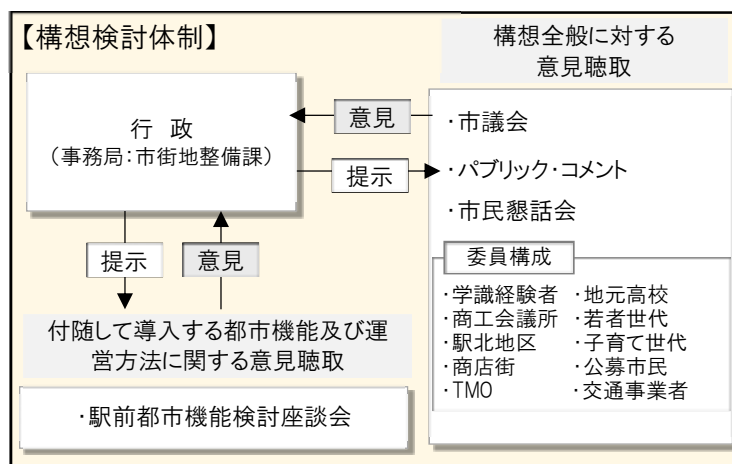 【構想検討体制】
構想全般に対する
意見聴取
行 政
(事務局:市街地整備課)
意見
提示
・市議会
・パブリック・コメント
・市民懇話会
委員構成
・学識経験者 ・地元高校
・商工会議所 ・若者世代
・駅北地区 ・子育て世代
・商店街 ・公募市民
・TMO ・交通事業者
提示
意見
付随して導入する都市機能及び運
営方法に関する意見聴取
・駅前都市機能検討座談会